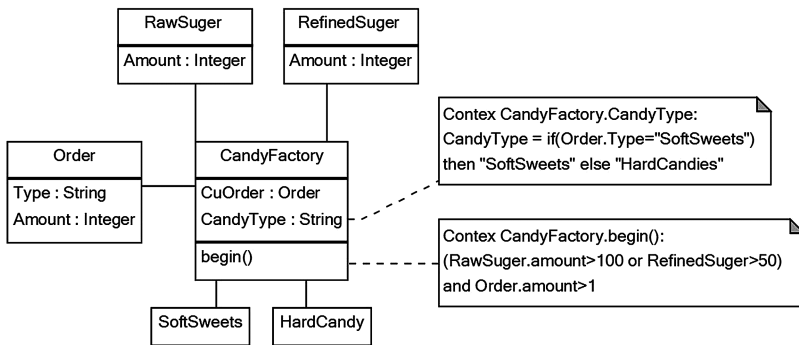 RawSuger
Amount : Integer
RefinedSuger
Amount : Integer
Order
Type : String
Amount : Integer
CandyFactory
CuOrder : Order
CandyType : String
begin()
SoftSweets
HardCandy
Contex CandyFactory.CandyType:
CandyType = if(Order.Type="SoftSweets")
then "SoftSweets" else "HardCandies"
Contex CandyFactory.begin():
(RawSuger.amount>100 or RefinedSuger>50)
and Order.amount>1